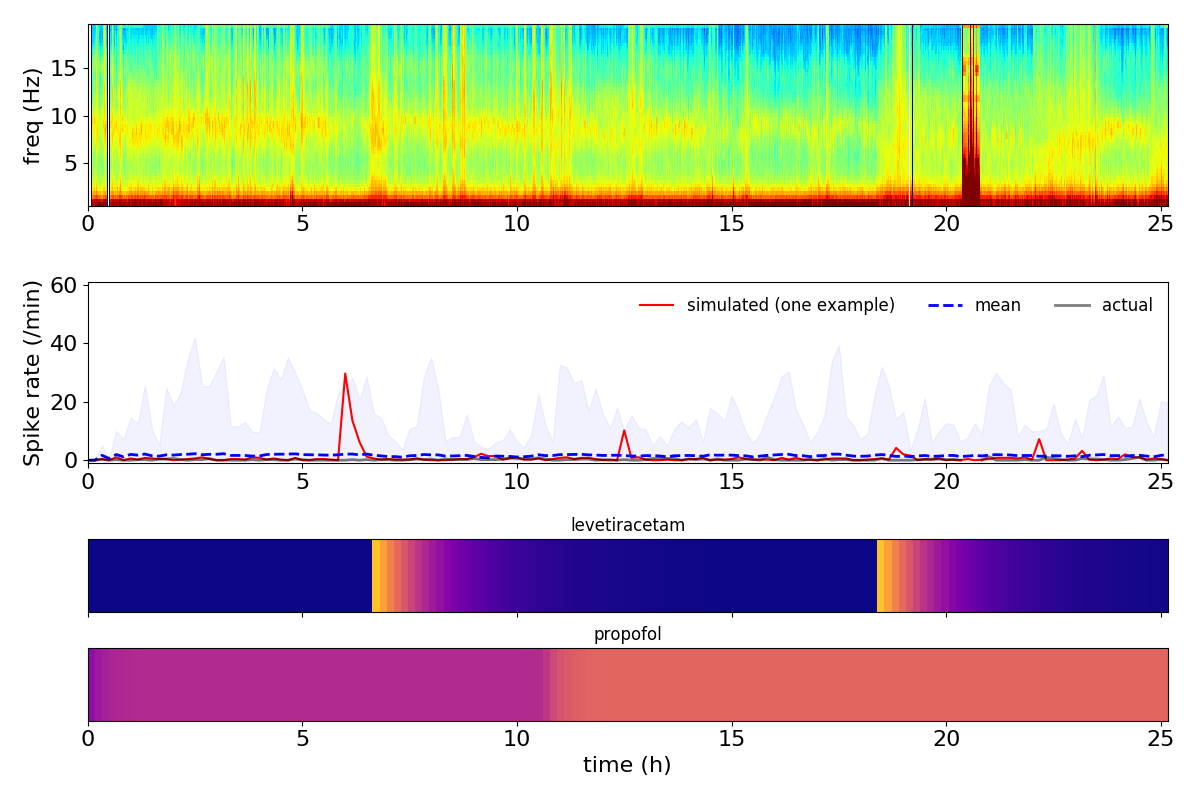 freq (Hz)
15
10
5
0 5 10 15 20 25
Spike rate (/min)
60
40
20
0
simulated (one example) mean actual
0 5 10 15 20 25
levetiracetam
propofol
0 5 10 15 20 25
time (h)